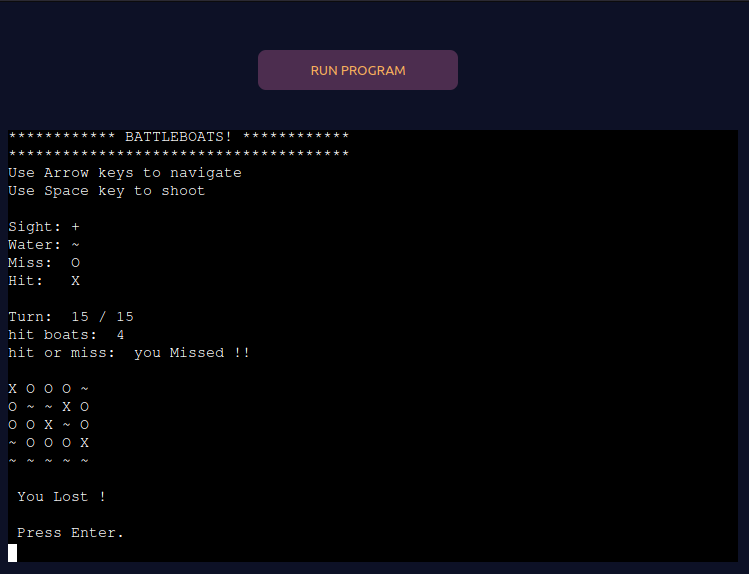 RUN PROGRAM
************ BATTLEBOATS! ************
**************************************
Use Arrow keys to navigate
Use Space key to shoot
Sight: +
Water: ~
Miss:  O
Hit:   X
Turn:  15 / 15
hit boats:  4
hit or miss:  you Missed !!
X O O O ~
O ~ ~ X O
O O X ~ O
~ O O O X
~ ~ ~ ~ ~
You Lost !
Press Enter.